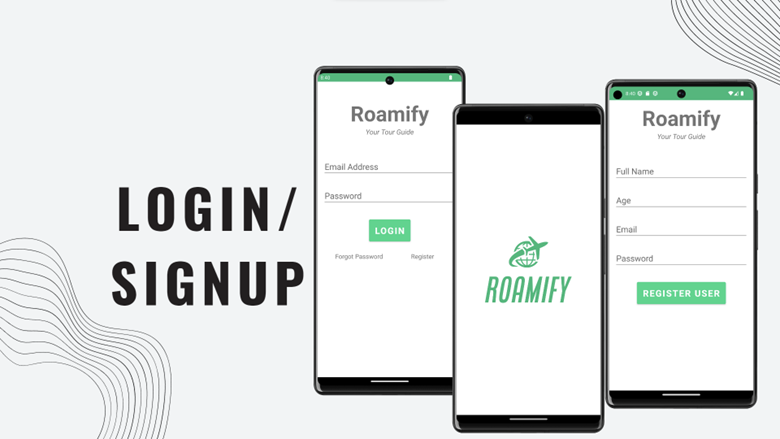 LOGIN/
SIGNUP
8:40
Roamify
Your Tour Guide
Email Address
Password
LOGIN
Forgot Password Register
ROAMIFY
8:40
Roamify
Your Tour Guide
Full Name
Age
Email
Password
REGISTER USER